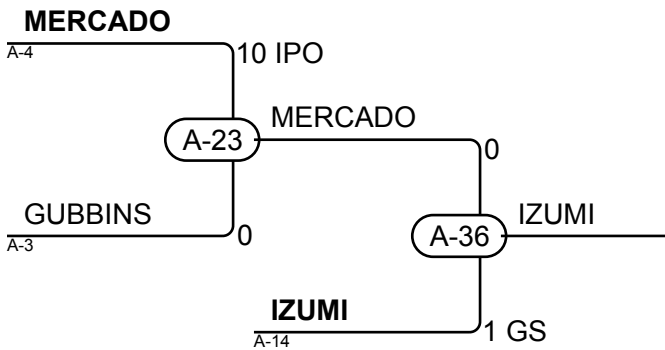 MERCADO
A-4
10 IPO
A-23
MERCADO
0
GUBBINS
A-3
0
A-36
IZUMI
IZUMI
A-14
1 GS